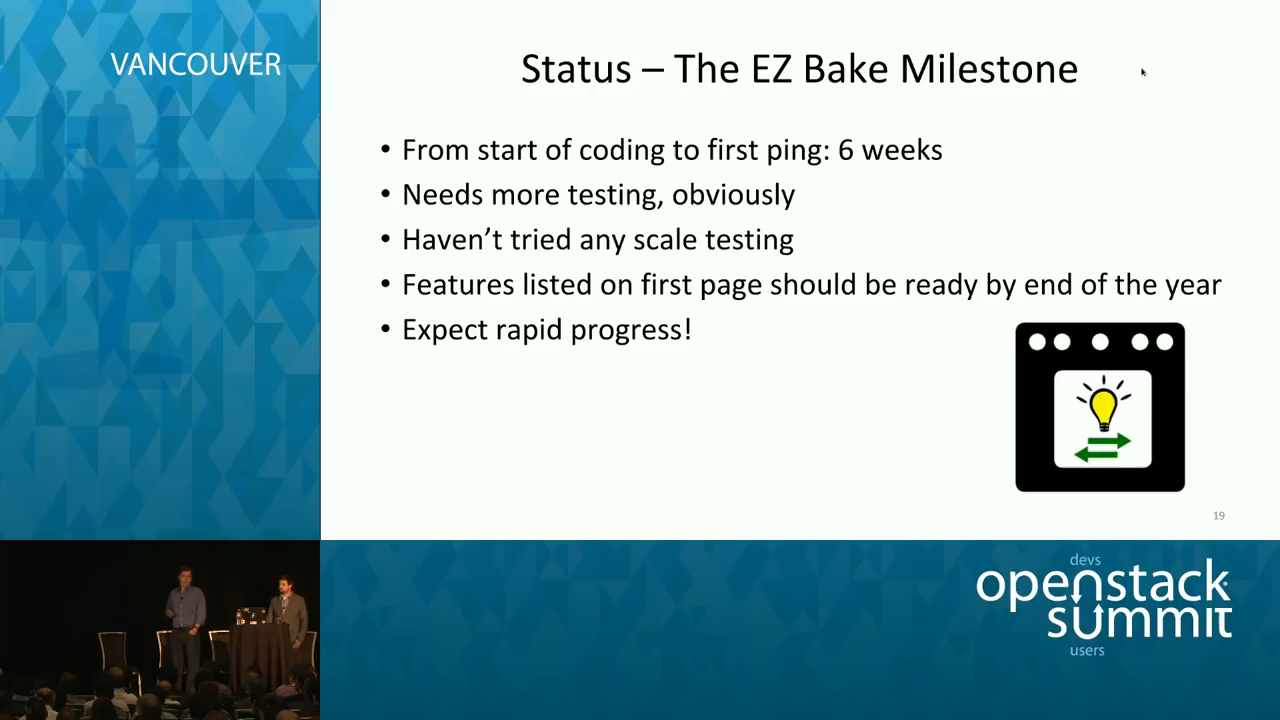 VANCOUVER
Status – The EZ Bake Milestone
• From start of coding to first ping: 6 weeks
• Needs more testing, obviously
• Haven't tried any scale testing
• Features listed on first page should be ready by end of the year
• Expect rapid progress!
19
devs
openstack
summit
users